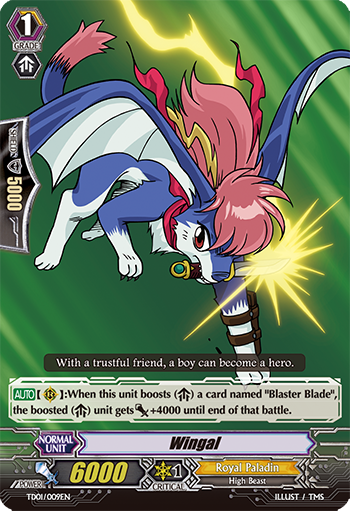 1
GRADE
SHIELD
5000
With a trustful friend, a boy can become a hero.
AUTO [ ]:When this unit boosts ( ) a card named "Blaster Blade",
the boosted ( ) unit gets +4000 until end of that battle.
NORMAL
UNIT
Wingal
POWER
6000
1
CRITICAL
Royal Paladin
High Beast
TD01/009EN
ILLUST / TMS